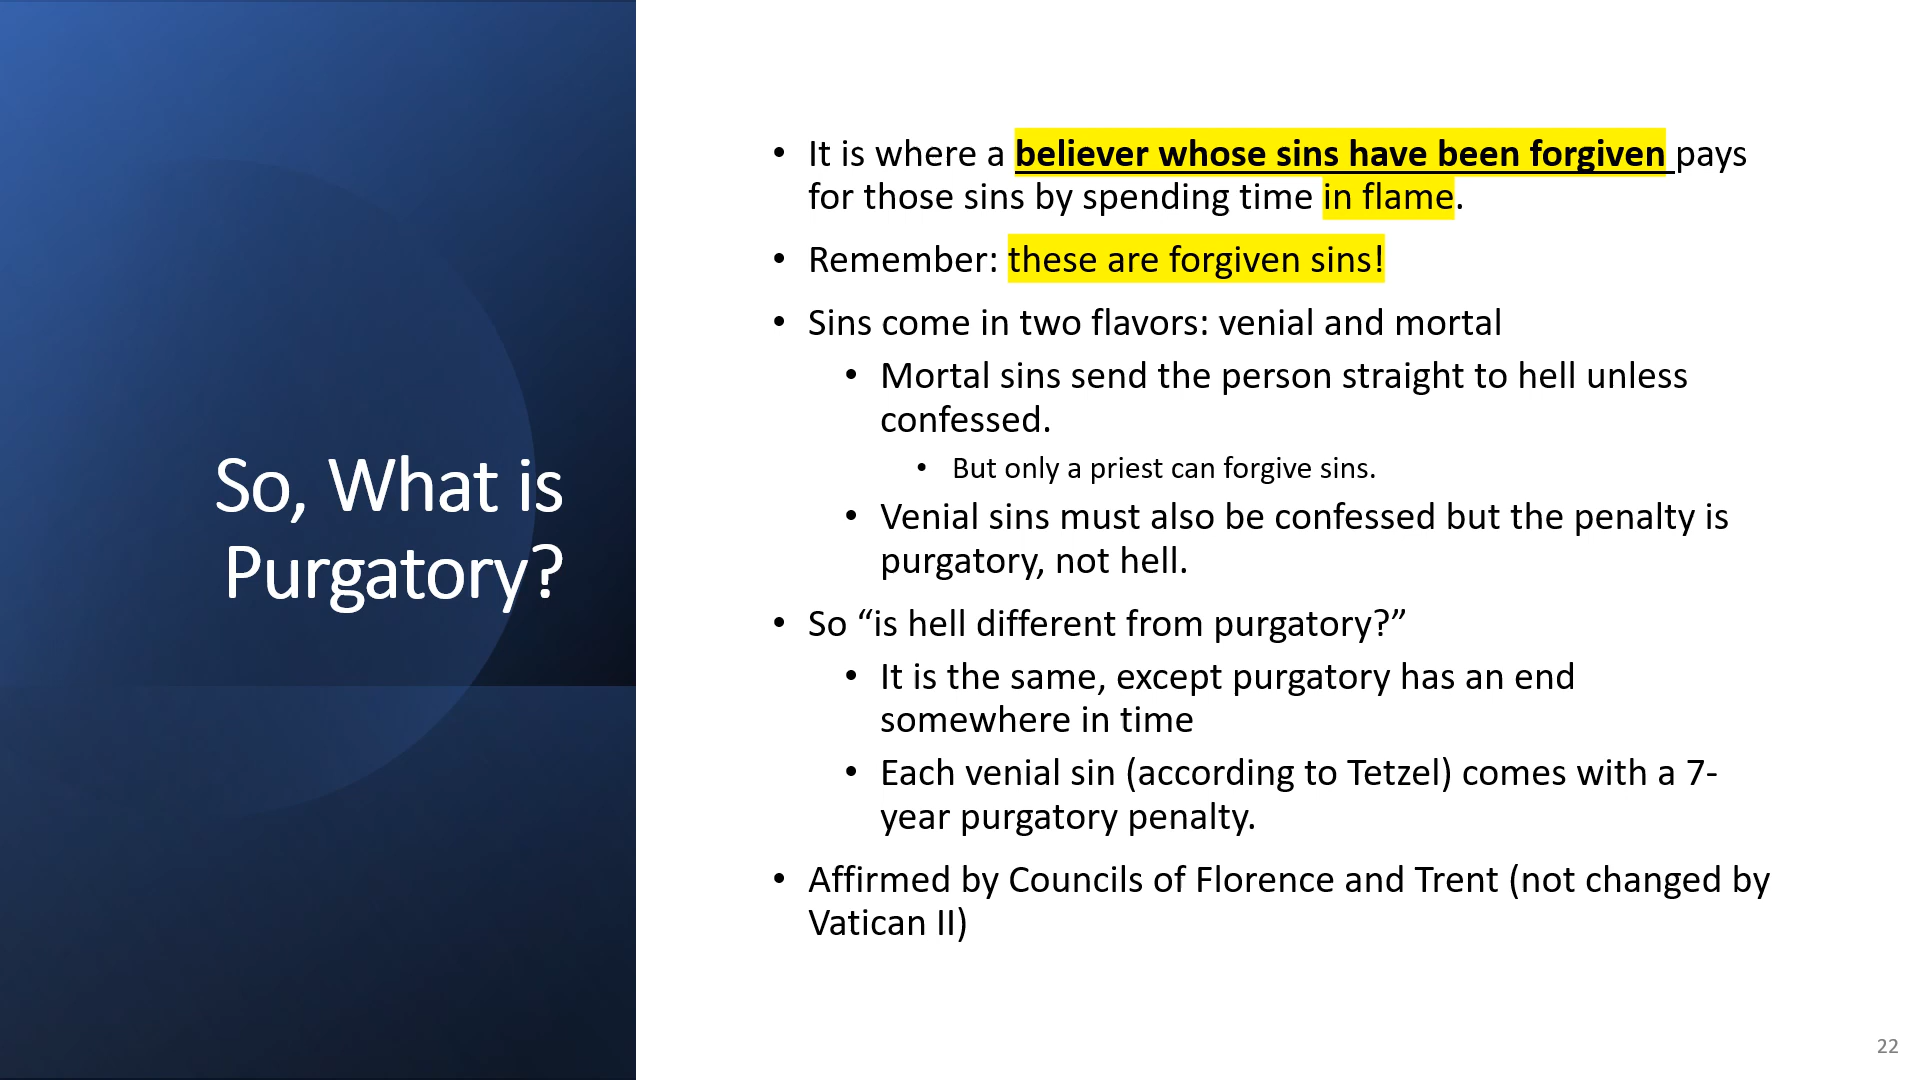 So, What is
Purgatory?
• It is where a believer whose sins have been forgiven pays
for those sins by spending time in flame.
• Remember: these are forgiven sins!
• Sins come in two flavors: venial and mortal
• Mortal sins send the person straight to hell unless
confessed.
• But only a priest can forgive sins.
• Venial sins must also be confessed but the penalty is
purgatory, not hell.
• So “is hell different from purgatory?”
• It is the same, except purgatory has an end
somewhere in time
• Each venial sin (according to Tetzel) comes with a 7-
year purgatory penalty.
• Affirmed by Councils of Florence and Trent (not changed by
Vatican II)
22